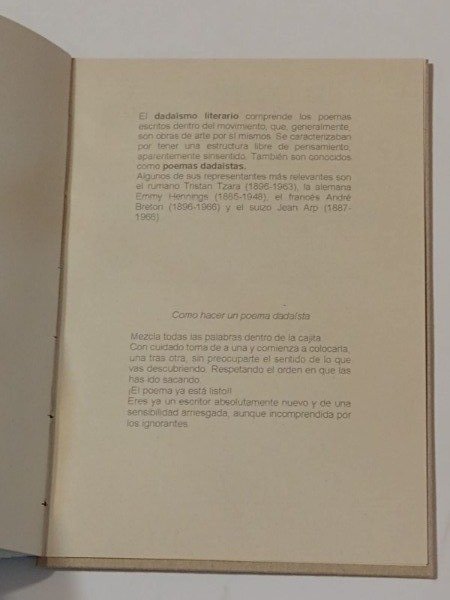 El dadaísmo literario comprende los poemas
escritos dentro del movimiento, que, generalmente,
son obras de arte por sí mismos. Se caracterizaban
por tener una estructura libre de pensamiento,
aparentemente sinsentido. También son conocidos
como poemas dadaístas.
Algunos de sus representantes más relevantes son
el rumano Tristan Tzara (1896-1963), la alemana
Emmy Hennings (1885-1948), el francés André
Breton (1896-1966) y el suizo Jean Arp (1887-
1966).
Como hacer un poema dadaísta
Mezcla todas las palabras dentro de la cajita.
Con cuidado toma de a una y comienza a colocarla,
una tras otra, sin preocuparte el sentido de lo que
vas descubriendo. Respetando el orden en que las
has ido sacando.
¡El poema ya está listo!!
Eres ya un escritor absolutamente nuevo y de una
sensibilidad arriesgada, aunque incomprendida por
los ignorantes.